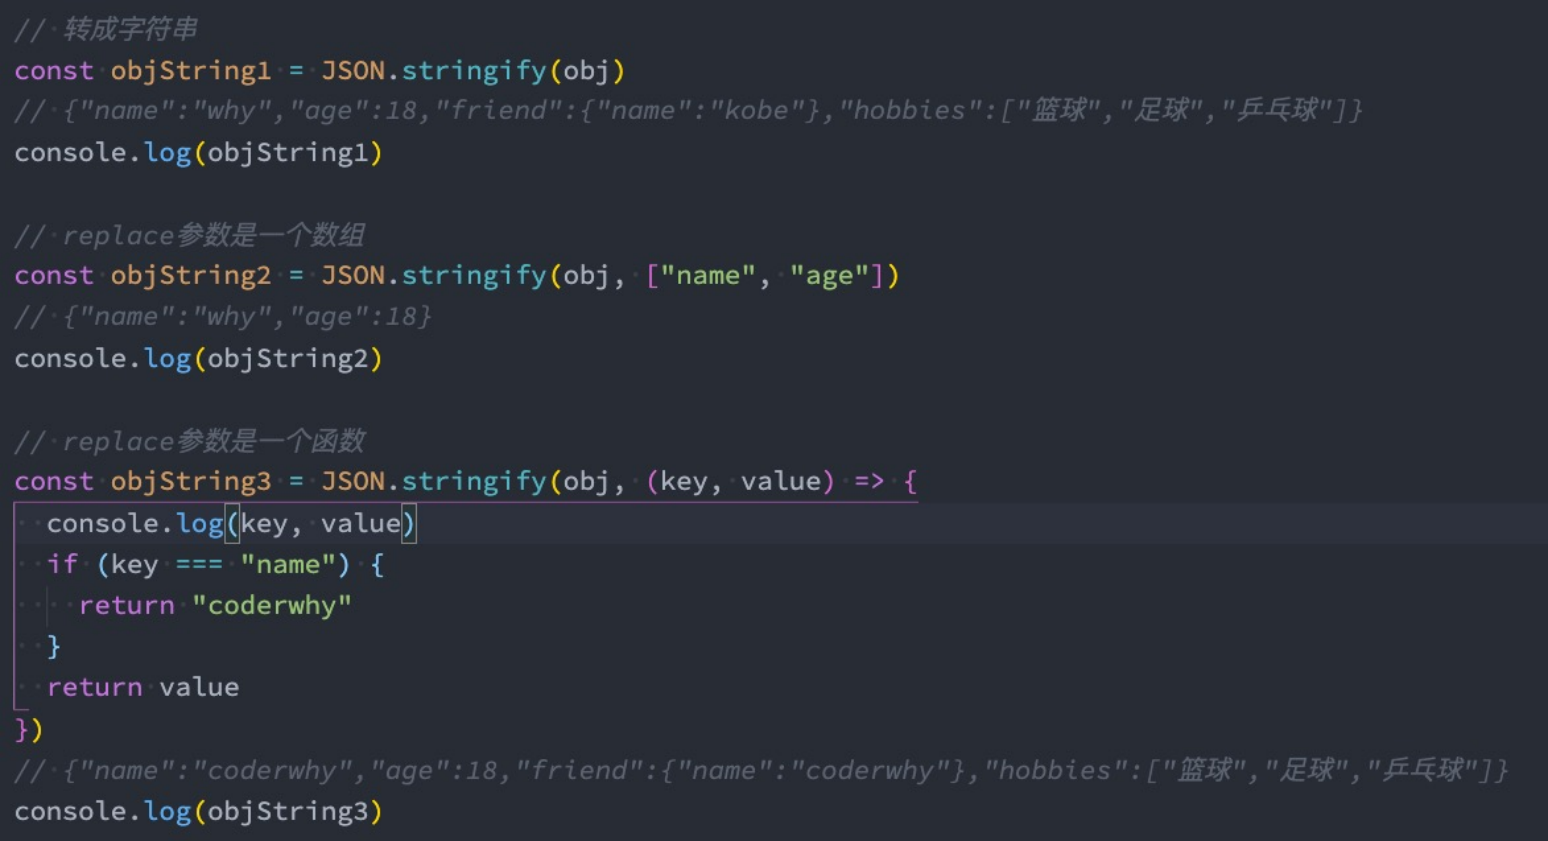 // 转成字符串
const objString1 = JSON.stringify(obj)
// {"name":"why","age":18,"friend":{"name":"kobe"},"hobbies":["篮球","足球","乒乓球"]}
console.log(objString1)
// replace参数是一个数组
const objString2 = JSON.stringify(obj, ["name", "age"])
// {"name":"why","age":18}
console.log(objString2)
// replace参数是一个函数
const objString3 = JSON.stringify(obj, (key, value) => {
console.log(key, value)
if (key === "name") {
return "coderwhy"
}
return value
})
// {"name":"coderwhy","age":18,"friend":{"name":"coderwhy"},"hobbies":["篮球","足球","乒乓球"]}
console.log(objString3)